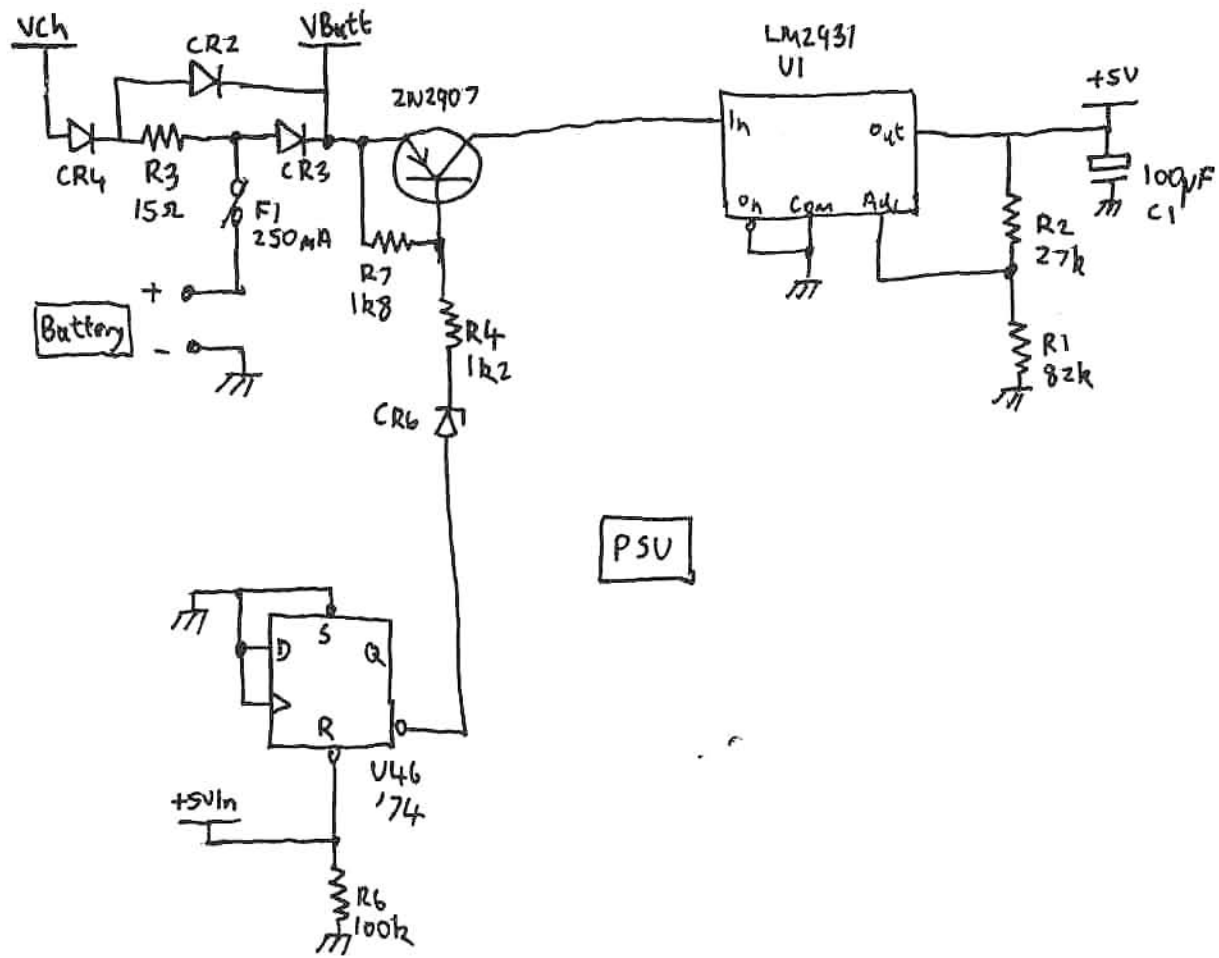 VCh
CR2
VBatt
CR4
R3
15Ω
CR3
F1
250mA
+
Battery
-
2N2907
R7
1k8
R4
1k2
CR6
LM2931
U1
In
Out
On
Com
Adj
+5V
100µF
C1
R2
27k
R1
82k
PSU
S
D
Q
R
U46
'74
+5VIn
R6
100k